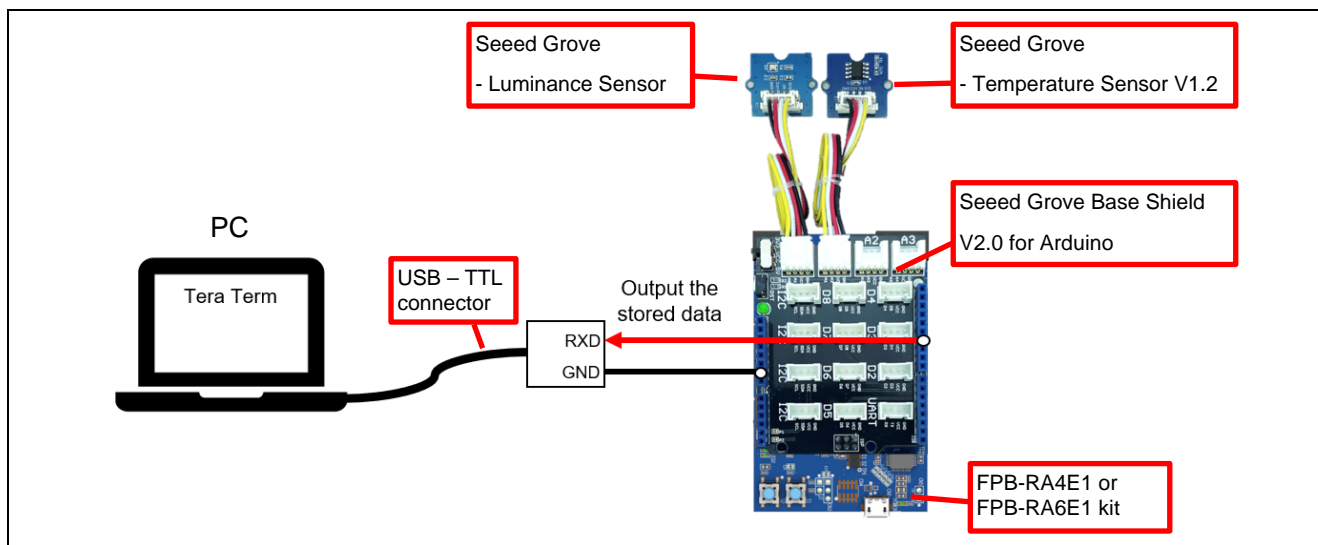 Seeed Grove
- Luminance Sensor
Seeed Grove
- Temperature Sensor V1.2
Seeed Grove Base Shield
V2.0 for Arduino
PC
Tera Term
USB – TTL
connector
Output the
stored data
RXD
GND
A2
A3
I2C
D8
D4
I2C
I2C
D6
D2
I2C
D5
UART
FPB-RA4E1 or
FPB-RA6E1 kit